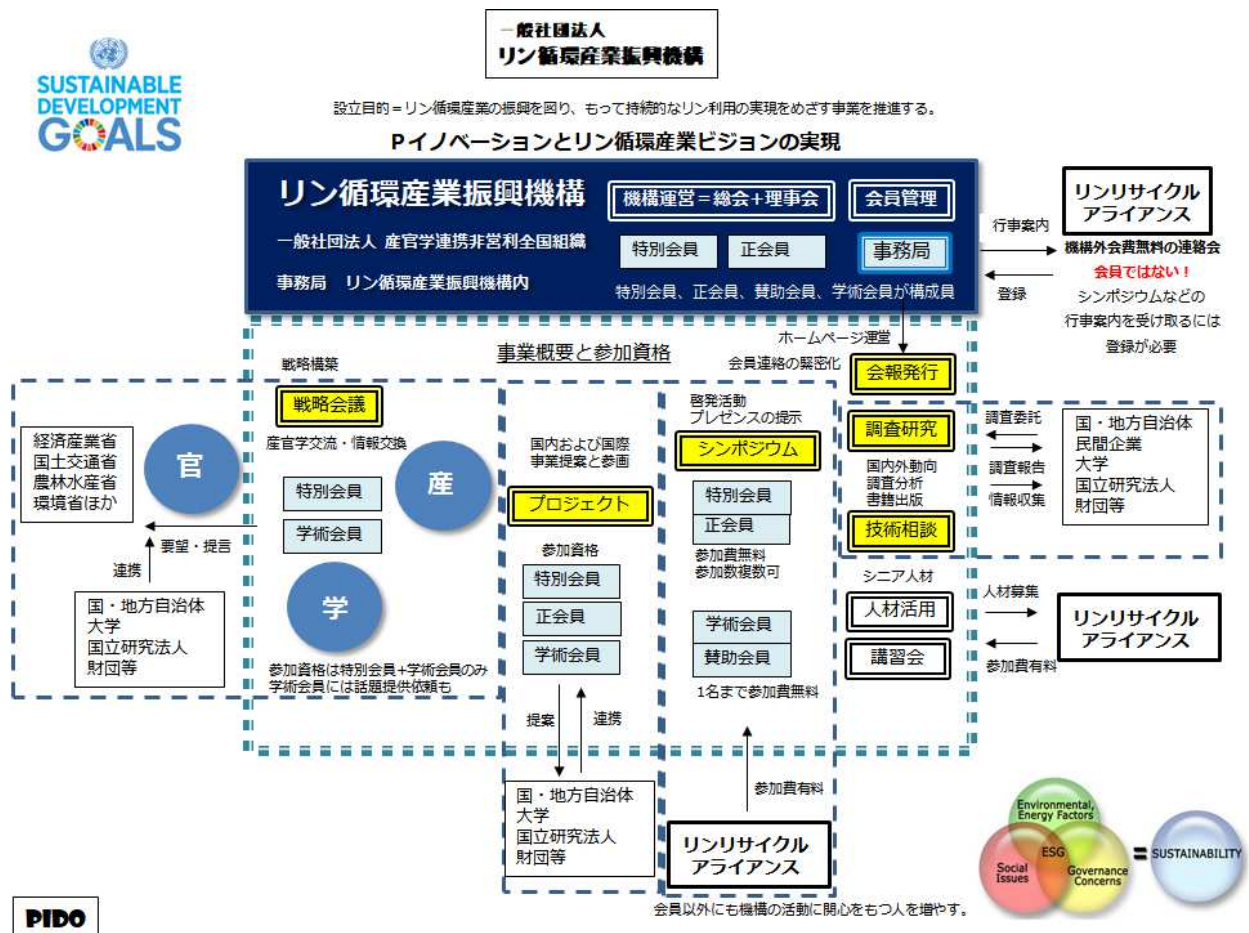 一般社団法人
リン循環産業振興機構
SUSTAINABLE
DEVELOPMENT
GOALS
設立目的＝リン循環産業の振興を図り、もって持続的なリン利用の実現をめざす事業を推進する。
Pイノベーションとリン循環産業ビジョンの実現
リン循環産業振興機構
機構運営＝総会＋理事会
会員管理
一般社団法人 産官学連携非営利全国組織
特別会員
正会員
事務局
事務局 リン循環産業振興機構内
特別会員、正会員、賛助会員、学術会員が構成員
行事案内
登録
リンリサイクル
アライアンス
機構外会費無料の連絡会
会員ではない！
シンポジウムなどの
行事案内を受け取るには
登録が必要
事業概要と参加資格
ホームページ運営
会員連絡の緊密化
会報発行
戦略構築
戦略会議
産官学交流・情報交換
特別会員
学術会員
官
産
学
参加資格は特別会員＋学術会員のみ
学術会員には話題提供依頼も
経済産業省
国土交通省
農林水産省
環境省ほか
要望・提言
連携
国・地方自治体
大学
国立研究法人
財団等
国内および国際
事業提案と参画
プロジェクト
参加資格
特別会員
正会員
学術会員
提案
連携
国・地方自治体
大学
国立研究法人
財団等
啓発活動
プレゼンスの提示
シンポジウム
特別会員
正会員
参加費無料
参加数複数可
学術会員
賛助会員
1名まで参加費無料
参加費有料
リンリサイクル
アライアンス
会員以外にも機構の活動に関心をもつ人を増やす。
調査研究
国内外動向
調査分析
書籍出版
技術相談
調査委託
調査報告
情報収集
国・地方自治体
民間企業
大学
国立研究法人
財団等
シニア人材
人材活用
講習会
人材募集
参加費有料
リンリサイクル
アライアンス
Environmental,
Energy Factors
ESG
Social
Issues
Governance
Concerns
= SUSTAINABILITY
PIDO